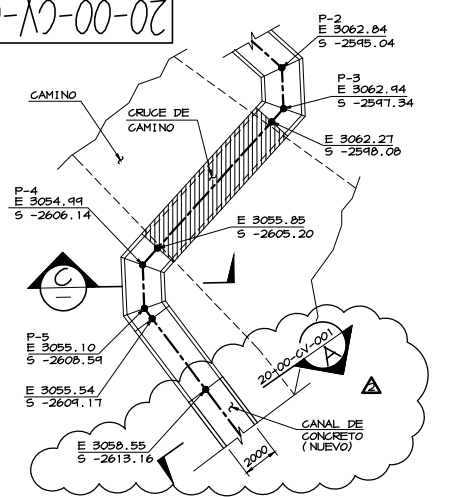 20-00-CV-
P-2
E 3062.84
S -2595.04
P-3
E 3062.94
S -2597.34
CAMINO
CRUCE DE
CAMINO
E 3062.27
S -2598.08
P-4
E 3054.99
S -2606.14
E 3055.85
S -2605.20
C
P-5
E 3055.10
S -2608.59
E 3055.54
S -2609.17
20-00-CV-001
A
2
E 3058.55
S -2613.16
CANAL DE
CONCRETO
(NUEVO)
2000